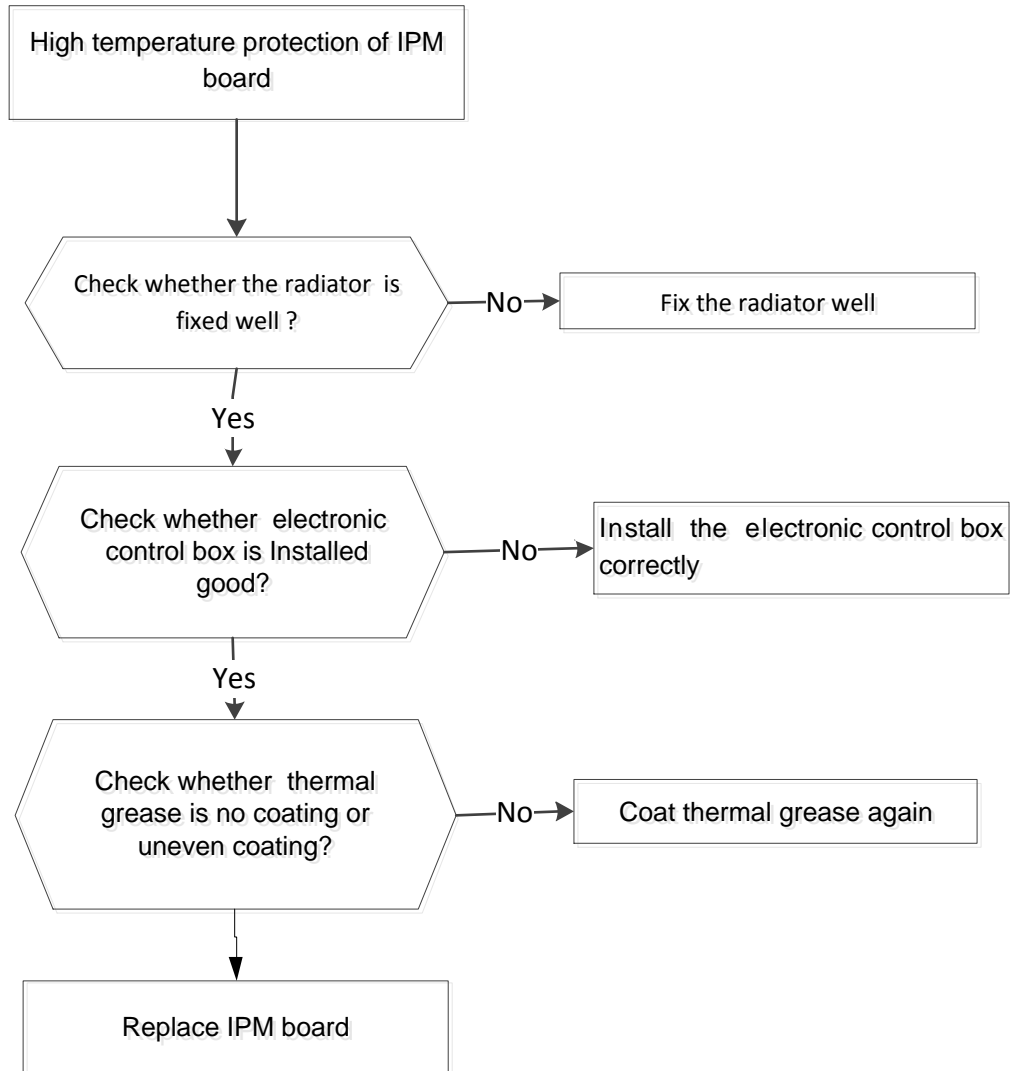 High temperature protection of IPM
board
Check whether the radiator is
fixed well ?
No
Fix the radiator well
Yes
Check whether electronic
control box is Installed
good?
No
Install the electronic control box
correctly
Yes
Check whether thermal
grease is no coating or
uneven coating?
No
Coat thermal grease again
Replace IPM board